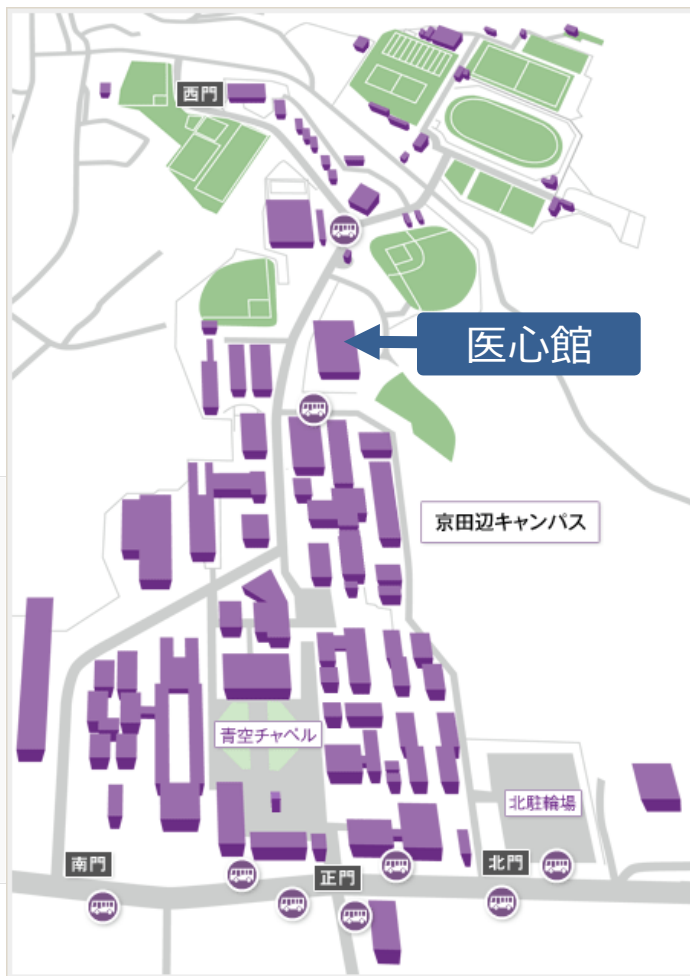 西門
医心館
京田辺キャンパス
青空チャペル
北駐輪場
南門
正門
北門